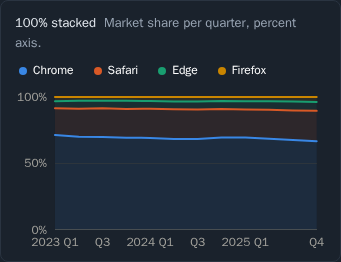 100% stacked Market share per quarter, percent
axis.
Chrome Safari Edge Firefox
100%
50%
0%
2023 Q1 Q3 2024 Q1 Q3 2025 Q1 Q4